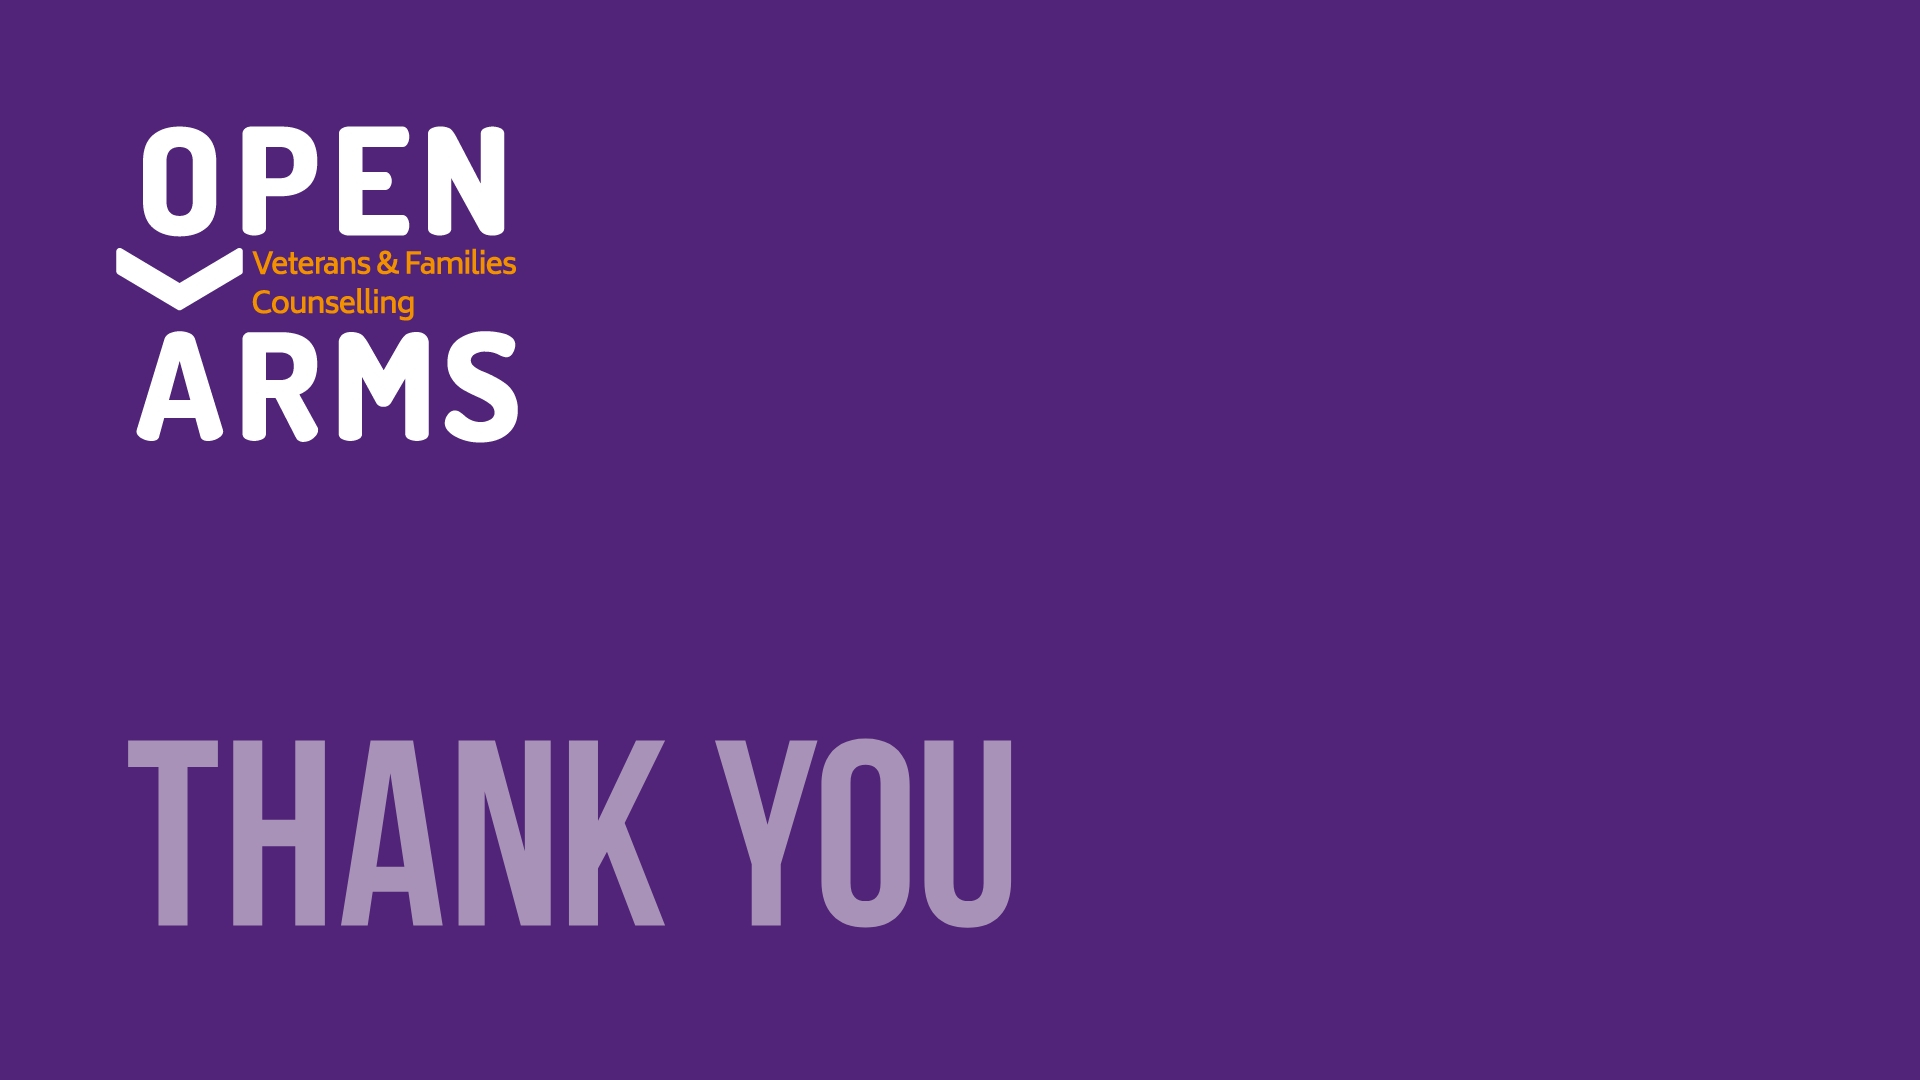 OPEN
Veterans & Families
Counselling
ARMS
THANK YOU